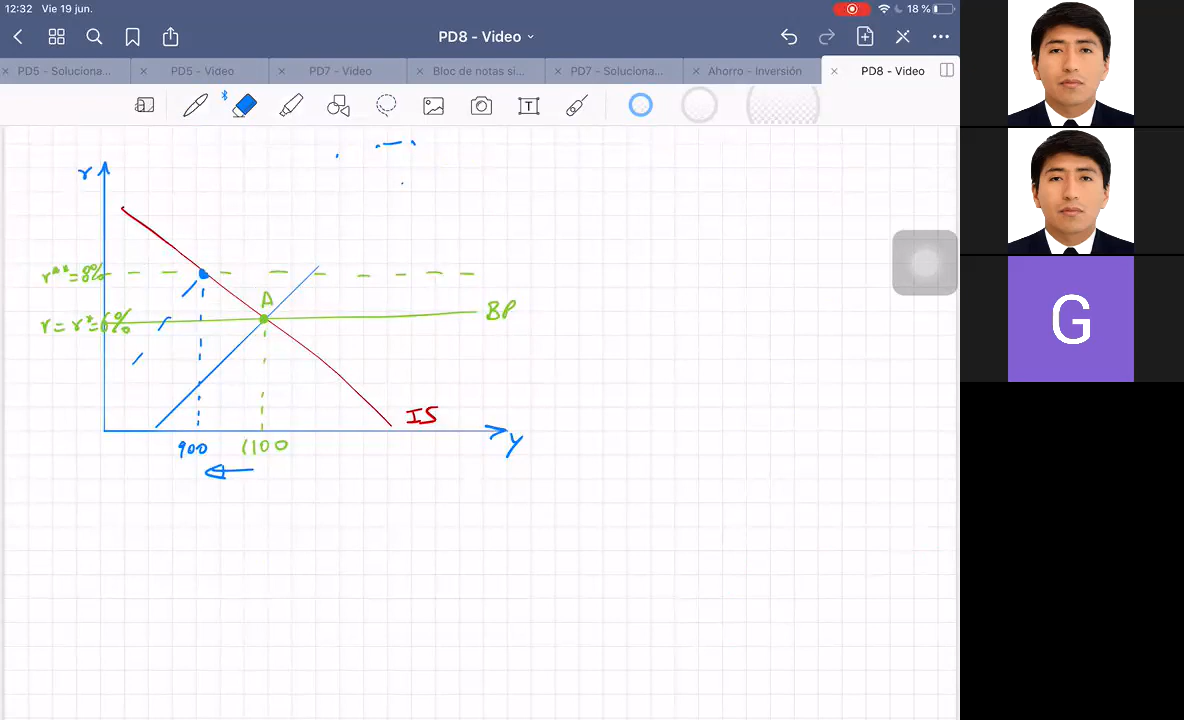 12:32 Vie 19 jun.
18 %
PD8 - Video
PD5 - Soluciona...
PD5 - Video
PD7 - Video
Bloc de notas si...
PD7 - Soluciona...
Ahorro - Inversión
PD8 - Video
T
r
r** = 8%
A
r = r* = 6%
BP
IS
900
1100
y
G